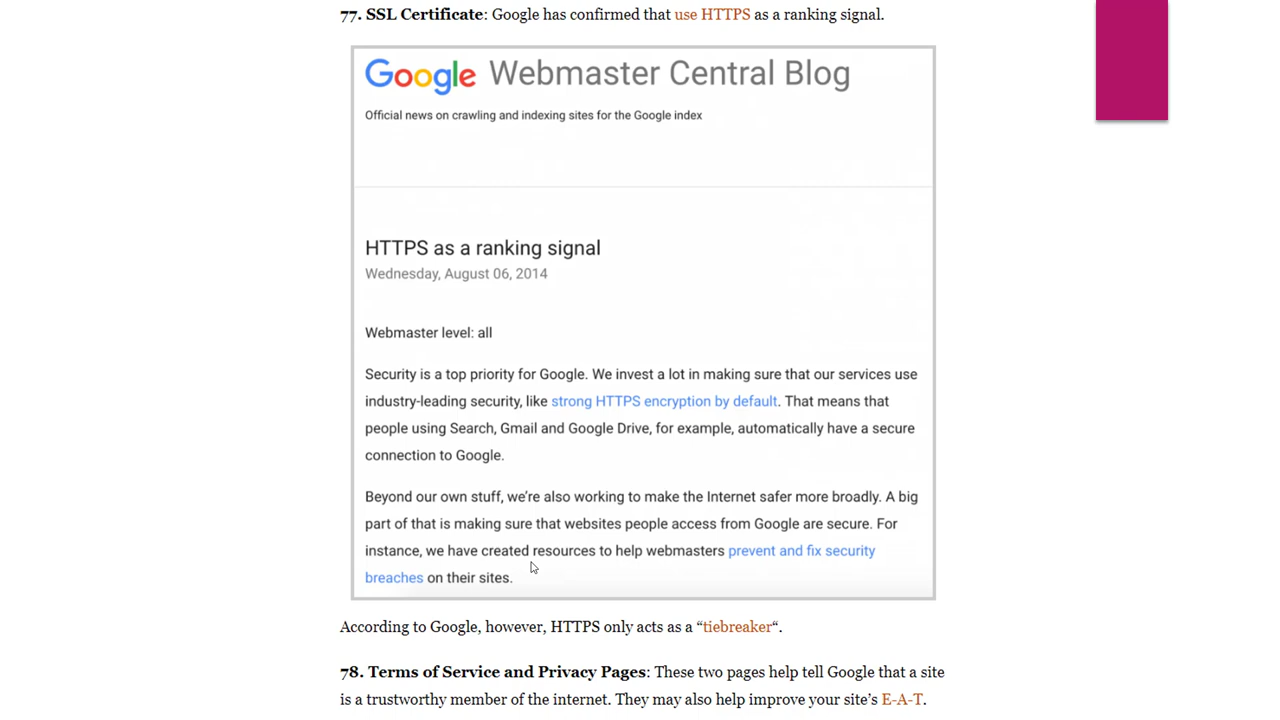 77. SSL Certificate: Google has confirmed that use HTTPS as a ranking signal.
Google Webmaster Central Blog
Official news on crawling and indexing sites for the Google index
HTTPS as a ranking signal
Wednesday, August 06, 2014
Webmaster level: all
Security is a top priority for Google. We invest a lot in making sure that our services use
industry-leading security, like strong HTTPS encryption by default. That means that
people using Search, Gmail and Google Drive, for example, automatically have a secure
connection to Google.
Beyond our own stuff, we’re also working to make the Internet safer more broadly. A big
part of that is making sure that websites people access from Google are secure. For
instance, we have created resources to help webmasters prevent and fix security
breaches on their sites.
According to Google, however, HTTPS only acts as a “tiebreaker“.
78. Terms of Service and Privacy Pages: These two pages help tell Google that a site
is a trustworthy member of the internet. They may also help improve your site’s E-A-T.